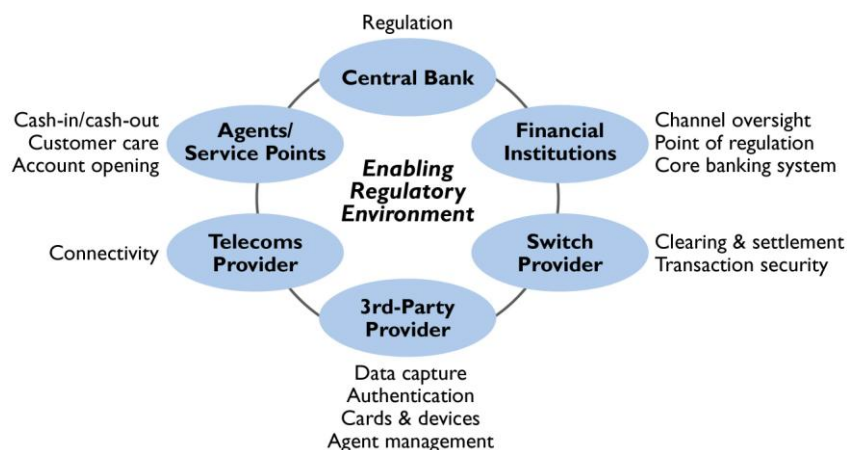 Regulation
Central Bank
Cash-in/cash-out
Customer care
Account opening
Agents/
Service Points
Financial
Institutions
Channel oversight
Point of regulation
Core banking system
Enabling
Regulatory
Environment
Connectivity
Telecoms
Provider
Switch
Provider
Clearing & settlement
Transaction security
3rd-Party
Provider
Data capture
Authentication
Cards & devices
Agent management